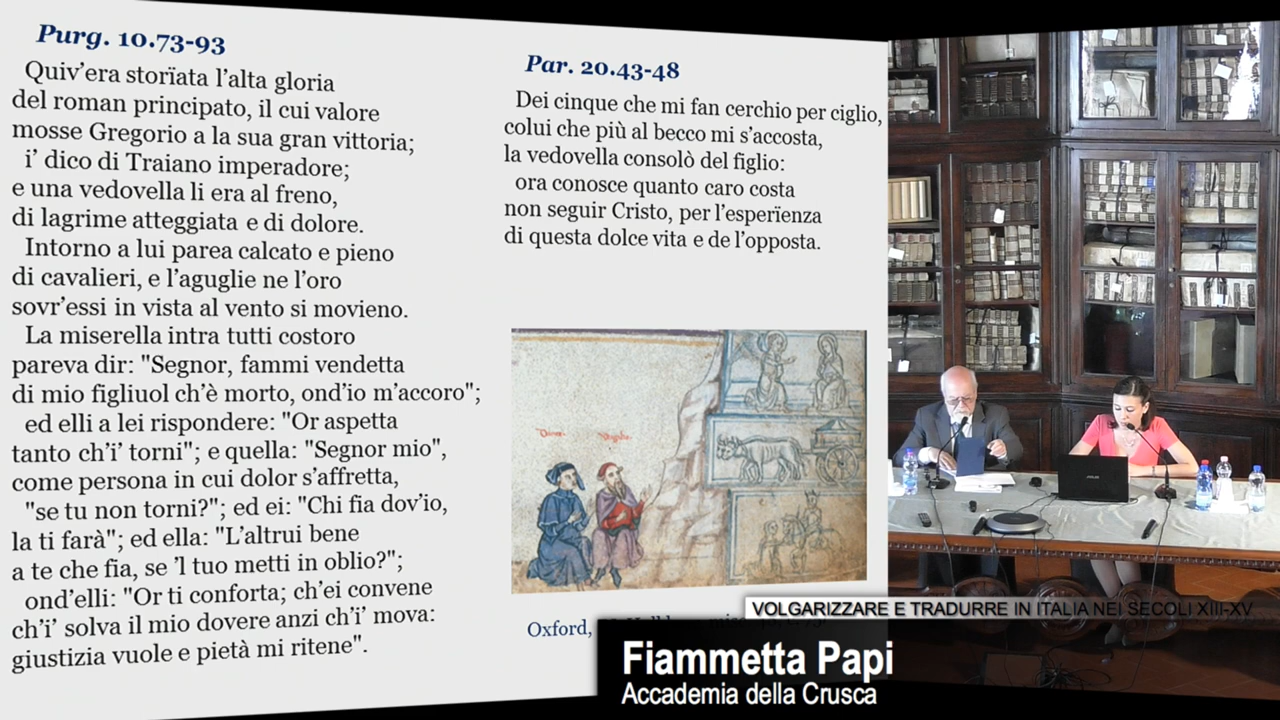 Purg. 10.73-93
Quiv'era storïata l'alta gloria
del roman principato, il cui valore
mosse Gregorio a la sua gran vittoria;
i' dico di Traiano imperadore;
e una vedovella li era al freno,
di lagrime atteggiata e di dolore.
Intorno a lui parea calcato e pieno
di cavalieri, e l'aguglie ne l'oro
sovr'essi in vista al vento si movieno.
La miserella intra tutti costoro
pareva dir: "Segnor, fammi vendetta
di mio figliuol ch'è morto, ond'io m'accoro";
ed elli a lei rispondere: "Or aspetta
tanto ch'i' torni"; e quella: "Segnor mio",
come persona in cui dolor s'affretta,
"se tu non torni?"; ed ei: "Chi fia dov'io,
la ti farà"; ed ella: "L'altrui bene
a te che fia, se 'l tuo metti in oblio?";
ond'elli: "Or ti conforta; ch'ei convene
ch'i' solva il mio dovere anzi ch'i' mova:
giustizia vuole e pietà mi ritene".
Par. 20.43-48
Dei cinque che mi fan cerchio per ciglio,
colui che più al becco mi s'accosta,
la vedovella consolò del figlio:
ora conosce quanto caro costa
non seguir Cristo, per l'esperïenza
di questa dolce vita e de l'opposta.
Oxford,
VOLGARIZZARE E TRADURRE IN ITALIA NEI SECOLI XIII-XV
Fiammetta Papi
Accademia della Crusca